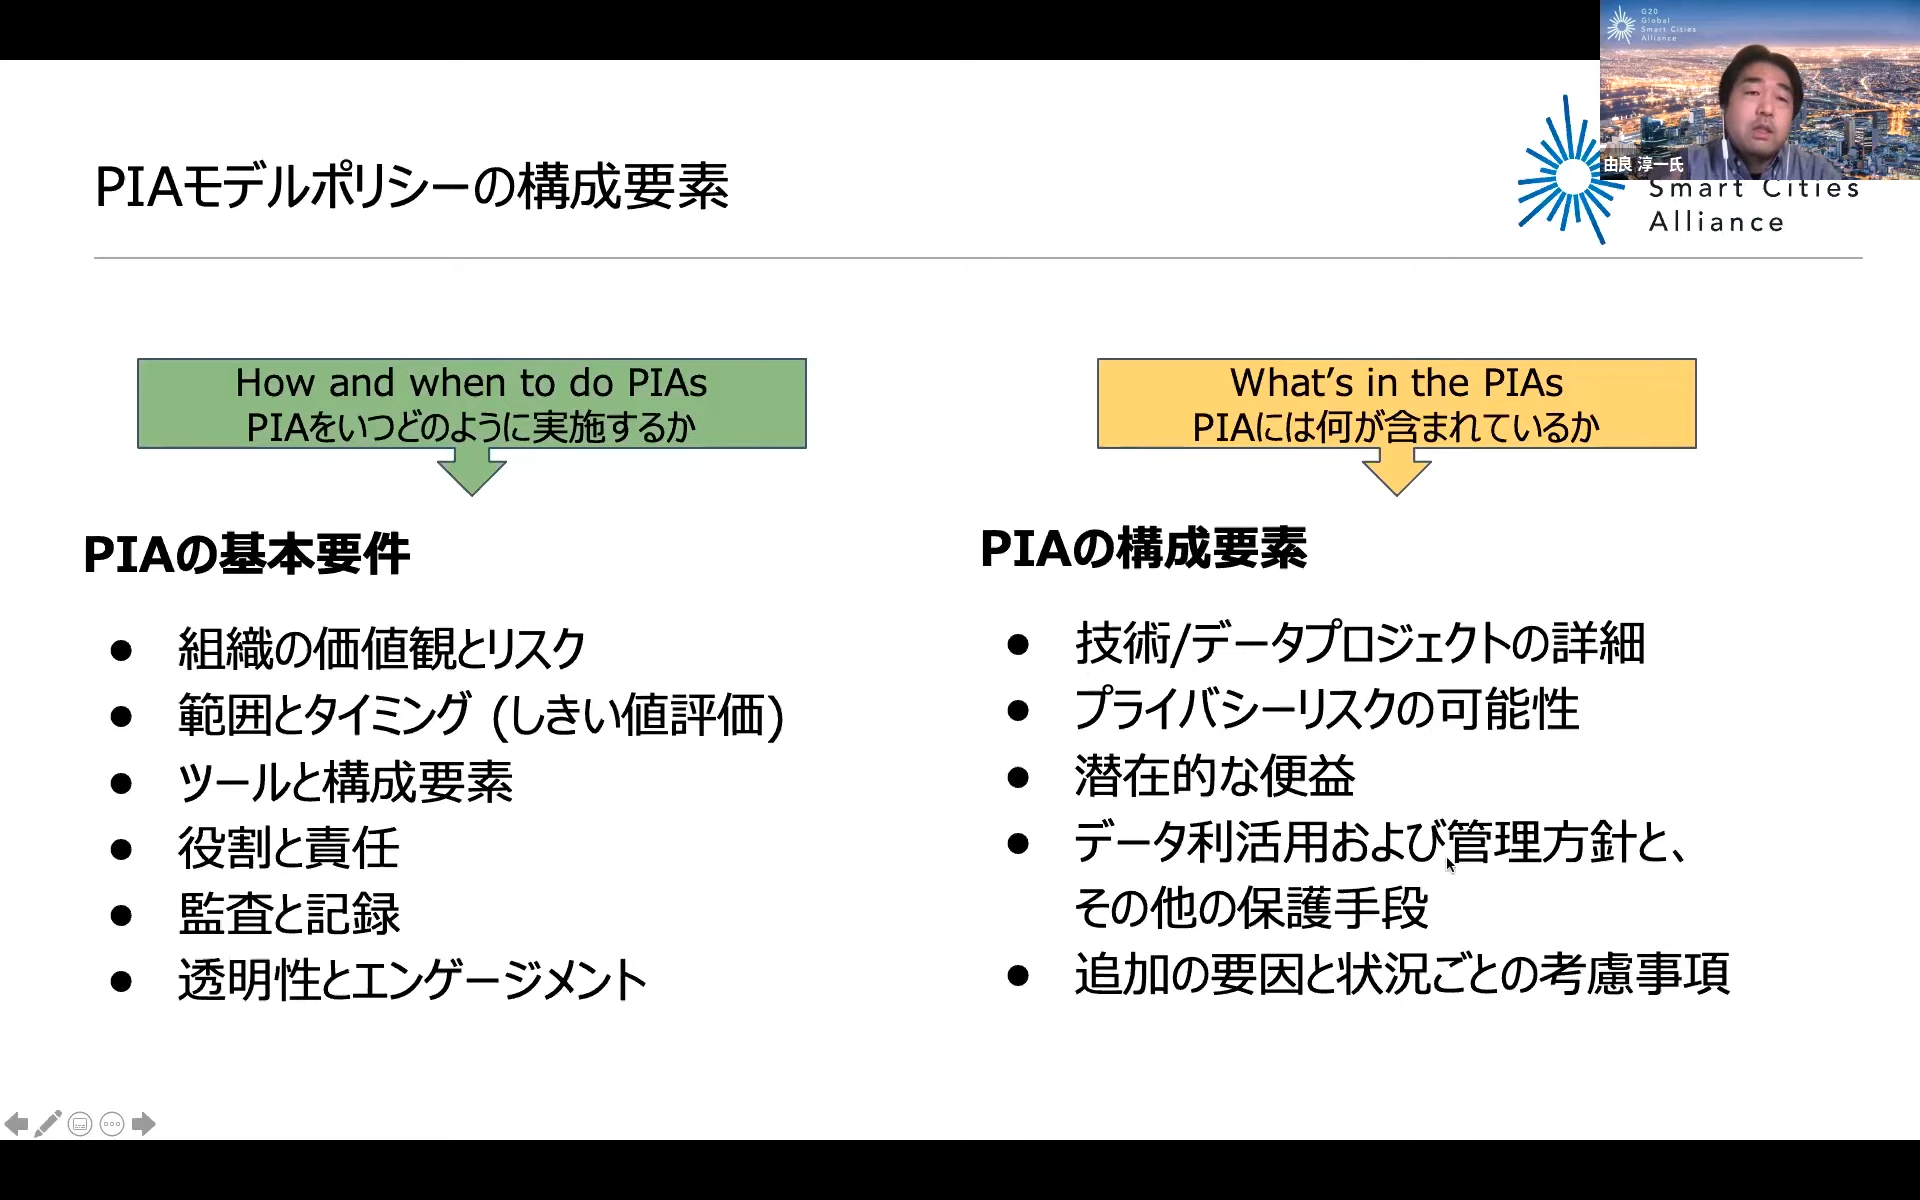 G20
Global
Smart Cities
Alliance
由良 淳一氏
Smart Cities
Alliance
PIAモデルポリシーの構成要素
How and when to do PIAs
PIAをいつどのように実施するか
PIAの基本要件
● 組織の価値観とリスク
● 範囲とタイミング (しきい値評価)
● ツールと構成要素
● 役割と責任
● 監査と記録
● 透明性とエンゲージメント
What’s in the PIAs
PIAには何が含まれているか
PIAの構成要素
● 技術/データプロジェクトの詳細
● プライバシーリスクの可能性
● 潜在的な便益
● データ利活用および管理方針と、
その他の保護手段
● 追加の要因と状況ごとの考慮事項